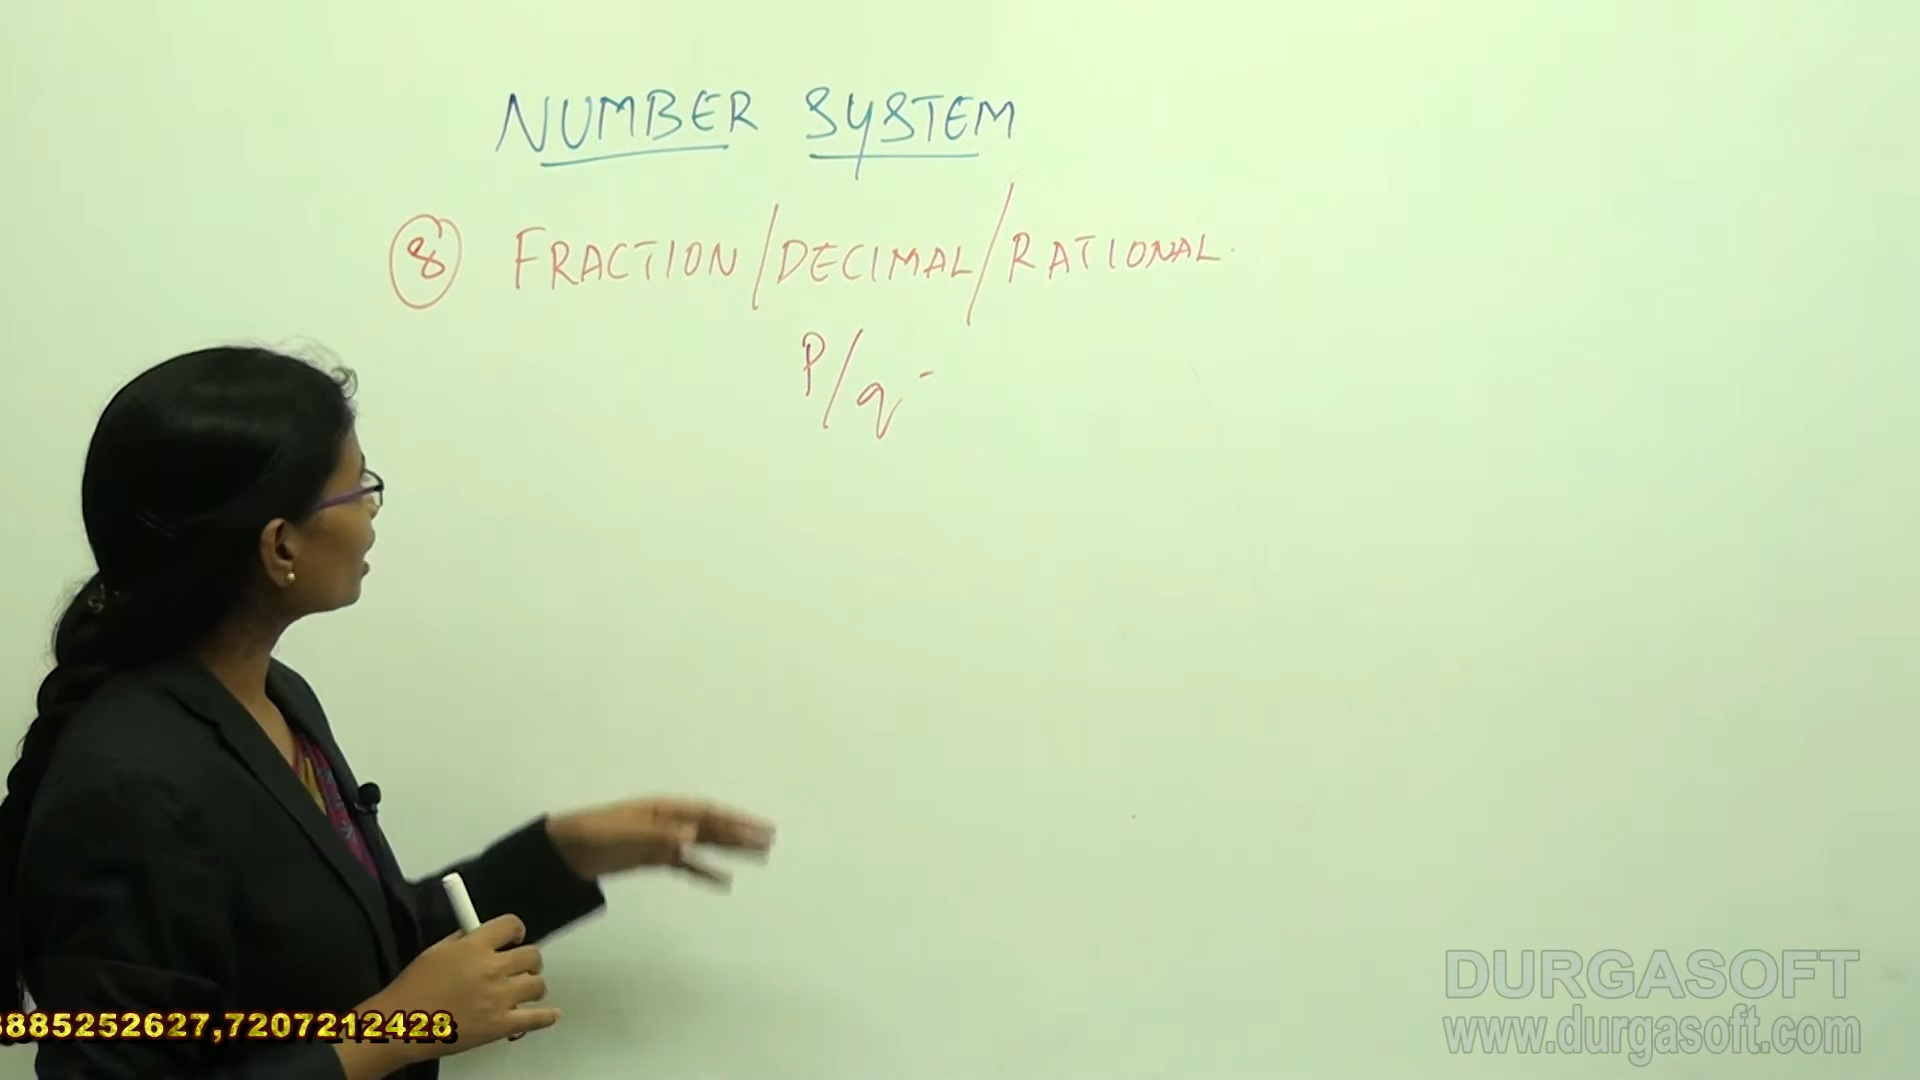 NUMBER SYSTEM
8 FRACTION/DECIMAL/RATIONAL.
P/q
DURGASOFT
www.durgasoft.com
8885252627,7207212428